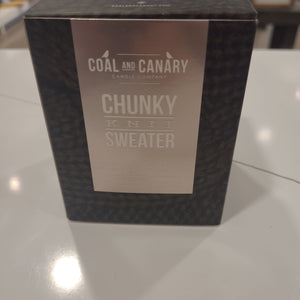 COAL AND CANARY
CANDLE COMPANY
CHUNKY
KNIT
SWEATER